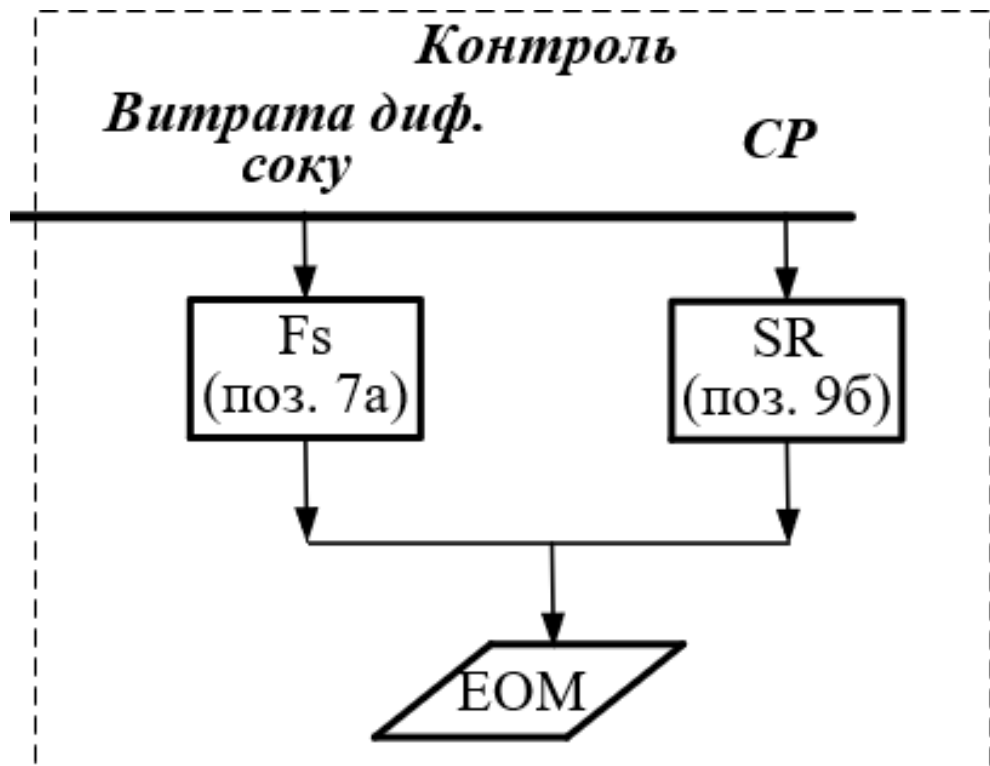 Контроль
Витрата диф.
соку
СР
Fs
(поз. 7а)
SR
(поз. 9б)
ЕОМ